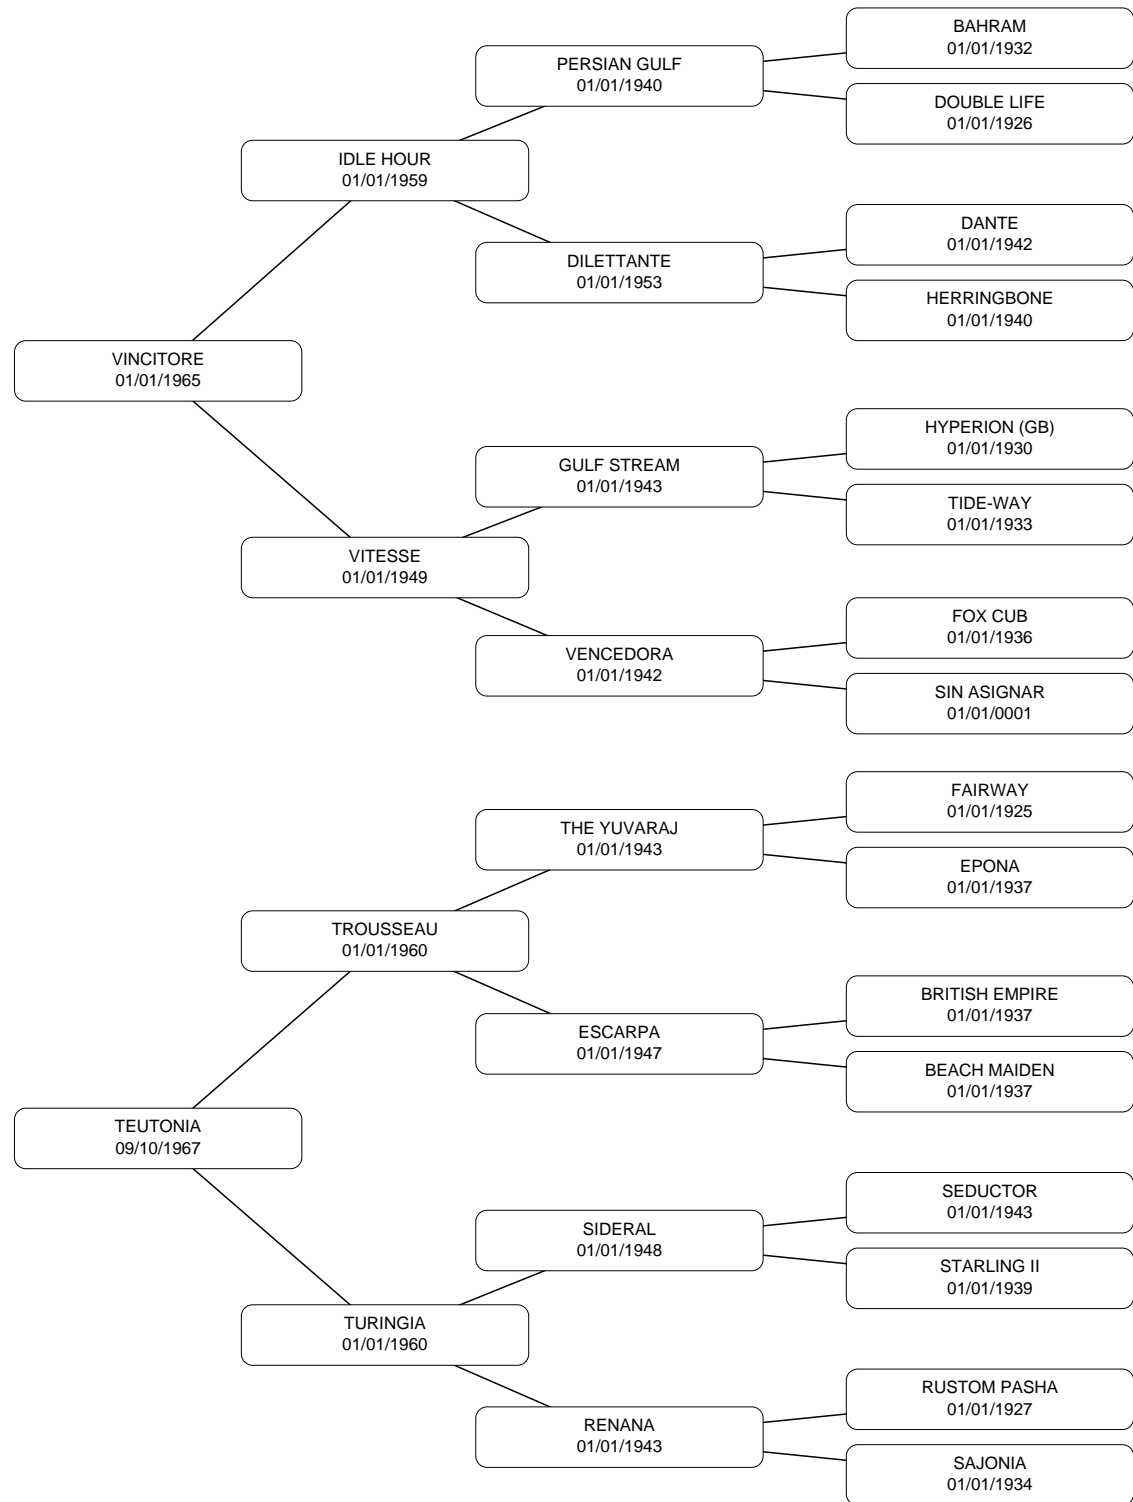 BAHRAM
01/01/1932
PERSIAN GULF
01/01/1940
DOUBLE LIFE
01/01/1926
IDLE HOUR
01/01/1959
DANTE
01/01/1942
DILETTANTE
01/01/1953
HERRINGBONE
01/01/1940
VINCITORE
01/01/1965
HYPERION (GB)
01/01/1930
GULF STREAM
01/01/1943
TIDE-WAY
01/01/1933
VITESSE
01/01/1949
FOX CUB
01/01/1936
VENCEDORA
01/01/1942
SIN ASIGNAR
01/01/0001
FAIRWAY
01/01/1925
THE YUVARAJ
01/01/1943
EPONA
01/01/1937
TROUSSEAU
01/01/1960
BRITISH EMPIRE
01/01/1937
ESCARPA
01/01/1947
BEACH MAIDEN
01/01/1937
TEUTONIA
09/10/1967
SEDUCTOR
01/01/1943
SIDERAL
01/01/1948
STARLING II
01/01/1939
TURINGIA
01/01/1960
RUSTOM PASHA
01/01/1927
RENANA
01/01/1943
SAJONIA
01/01/1934